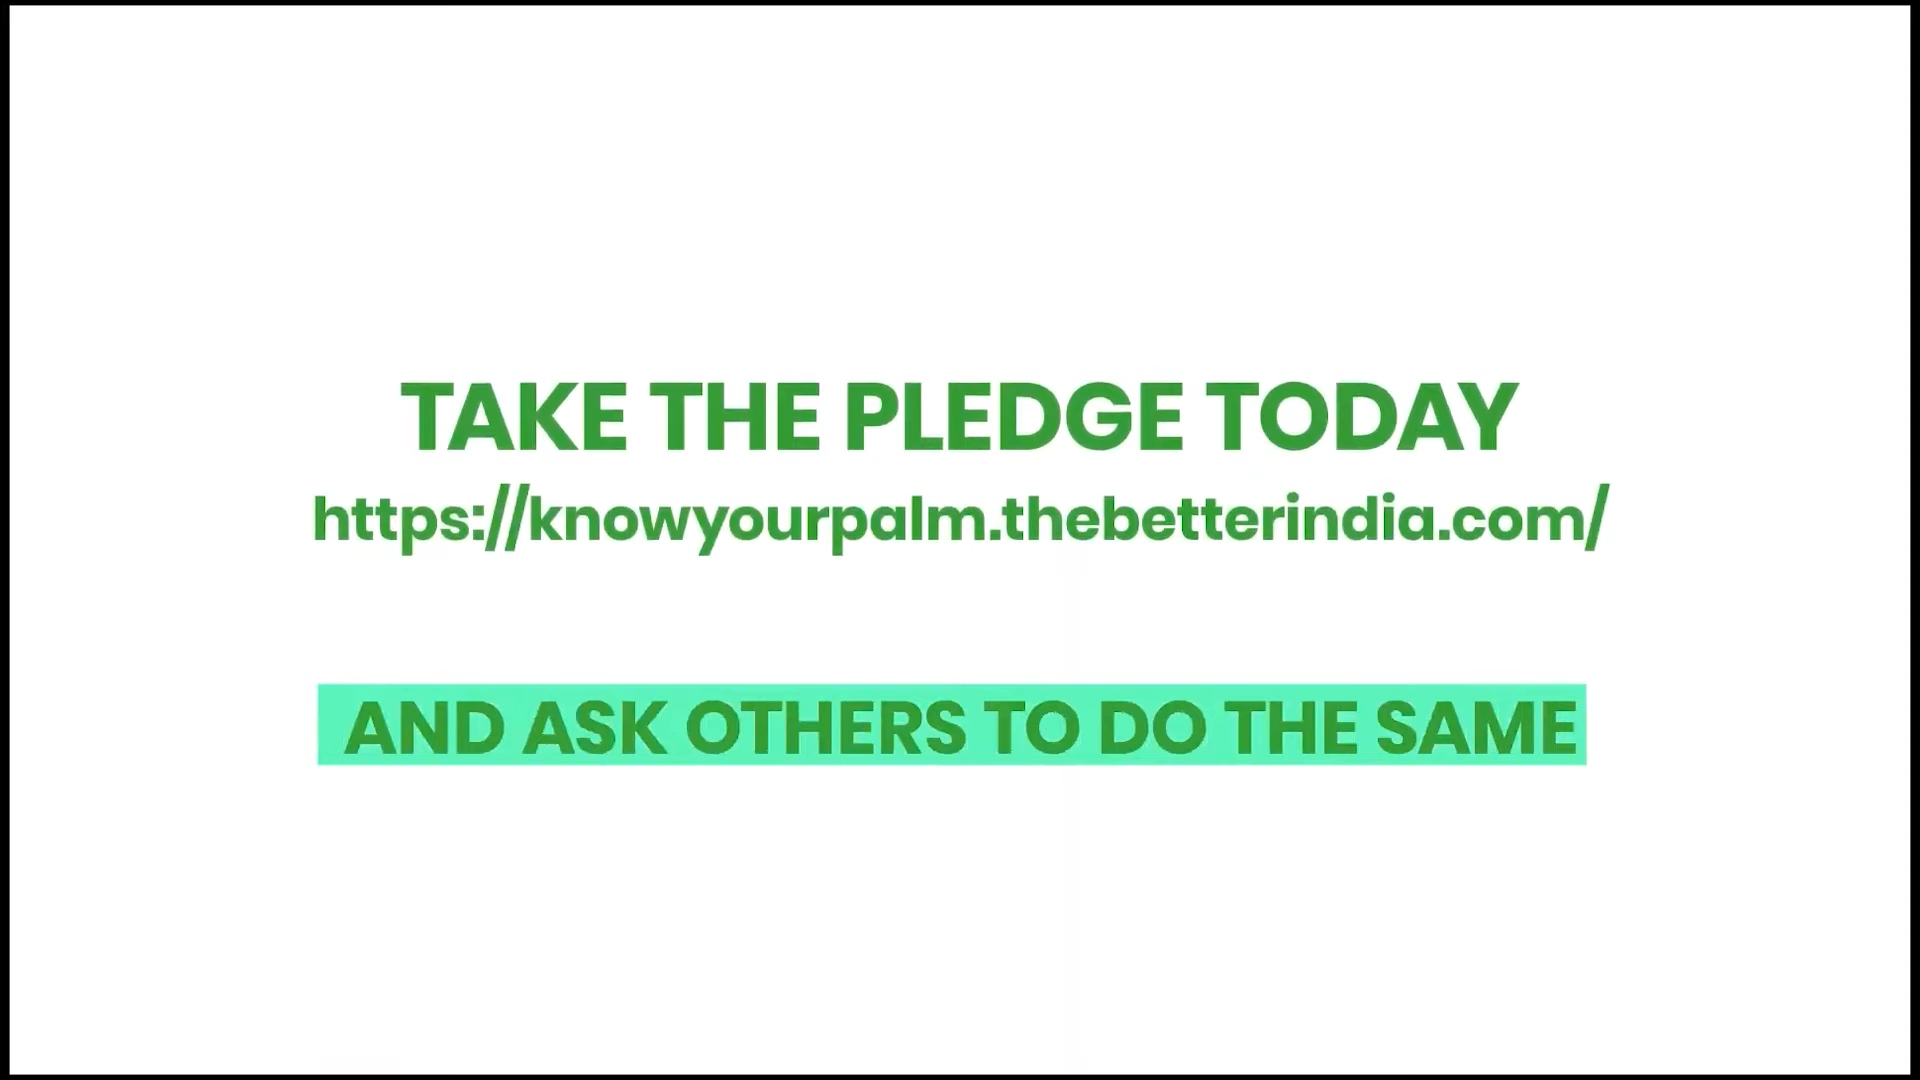 TAKE THE PLEDGE TODAY
https://knowyourpalm.thebetterindia.com/
AND ASK OTHERS TO DO THE SAME